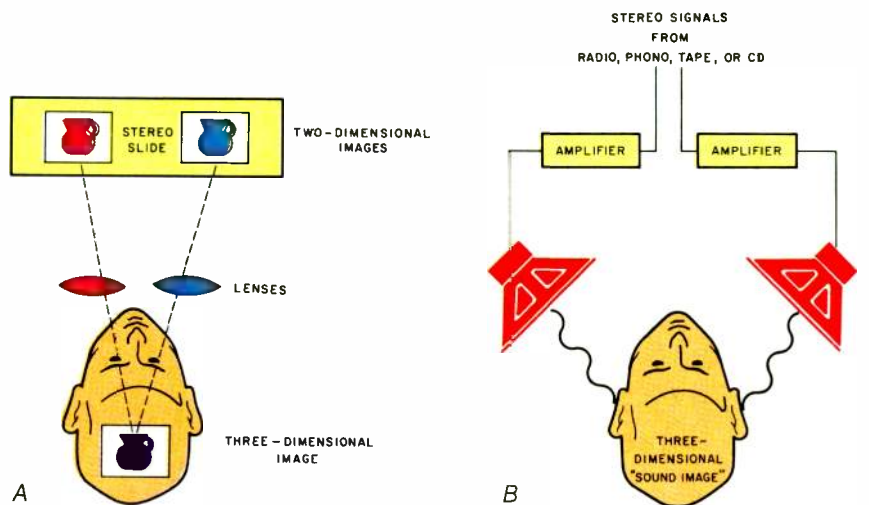 STEREO SLIDE
TWO-DIMENSIONAL
IMAGES
LENSES
THREE-DIMENSIONAL
IMAGE
A
STEREO SIGNALS
FROM
RADIO, PHONO, TAPE, OR CD
AMPLIFIER
AMPLIFIER
THREE-
DIMENSIONAL
"SOUND IMAGE"
B